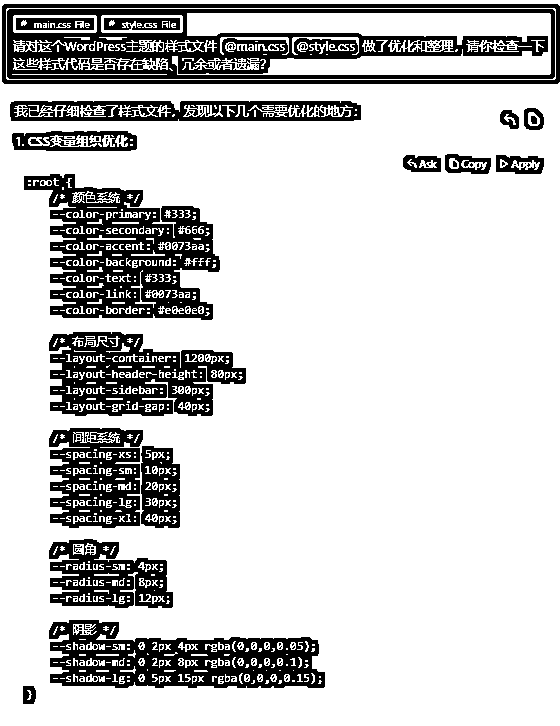 # main.css File # style.css File
请对这个WordPress主题的样式文件 @main.css @style.css 做了优化和整理，请你检查一下
这些样式代码是否存在缺陷、冗余或者遗漏？
我已经仔细检查了样式文件，发现以下几个需要优化的地方：
1. CSS变量组织优化：
Ask Copy Apply
:root {
/* 颜色系统 */
--color-primary: #333;
--color-secondary: #666;
--color-accent: #0073aa;
--color-background: #fff;
--color-text: #333;
--color-link: #0073aa;
--color-border: #e0e0e0;
/* 布局尺寸 */
--layout-container: 1200px;
--layout-header-height: 80px;
--layout-sidebar: 300px;
--layout-grid-gap: 40px;
/* 间距系统 */
--spacing-xs: 5px;
--spacing-sm: 10px;
--spacing-md: 20px;
--spacing-lg: 30px;
--spacing-xl: 40px;
/* 圆角 */
--radius-sm: 4px;
--radius-md: 8px;
--radius-lg: 12px;
/* 阴影 */
--shadow-sm: 0 2px 4px rgba(0,0,0,0.05);
--shadow-md: 0 2px 8px rgba(0,0,0,0.1);
--shadow-lg: 0 5px 15px rgba(0,0,0,0.15);
}